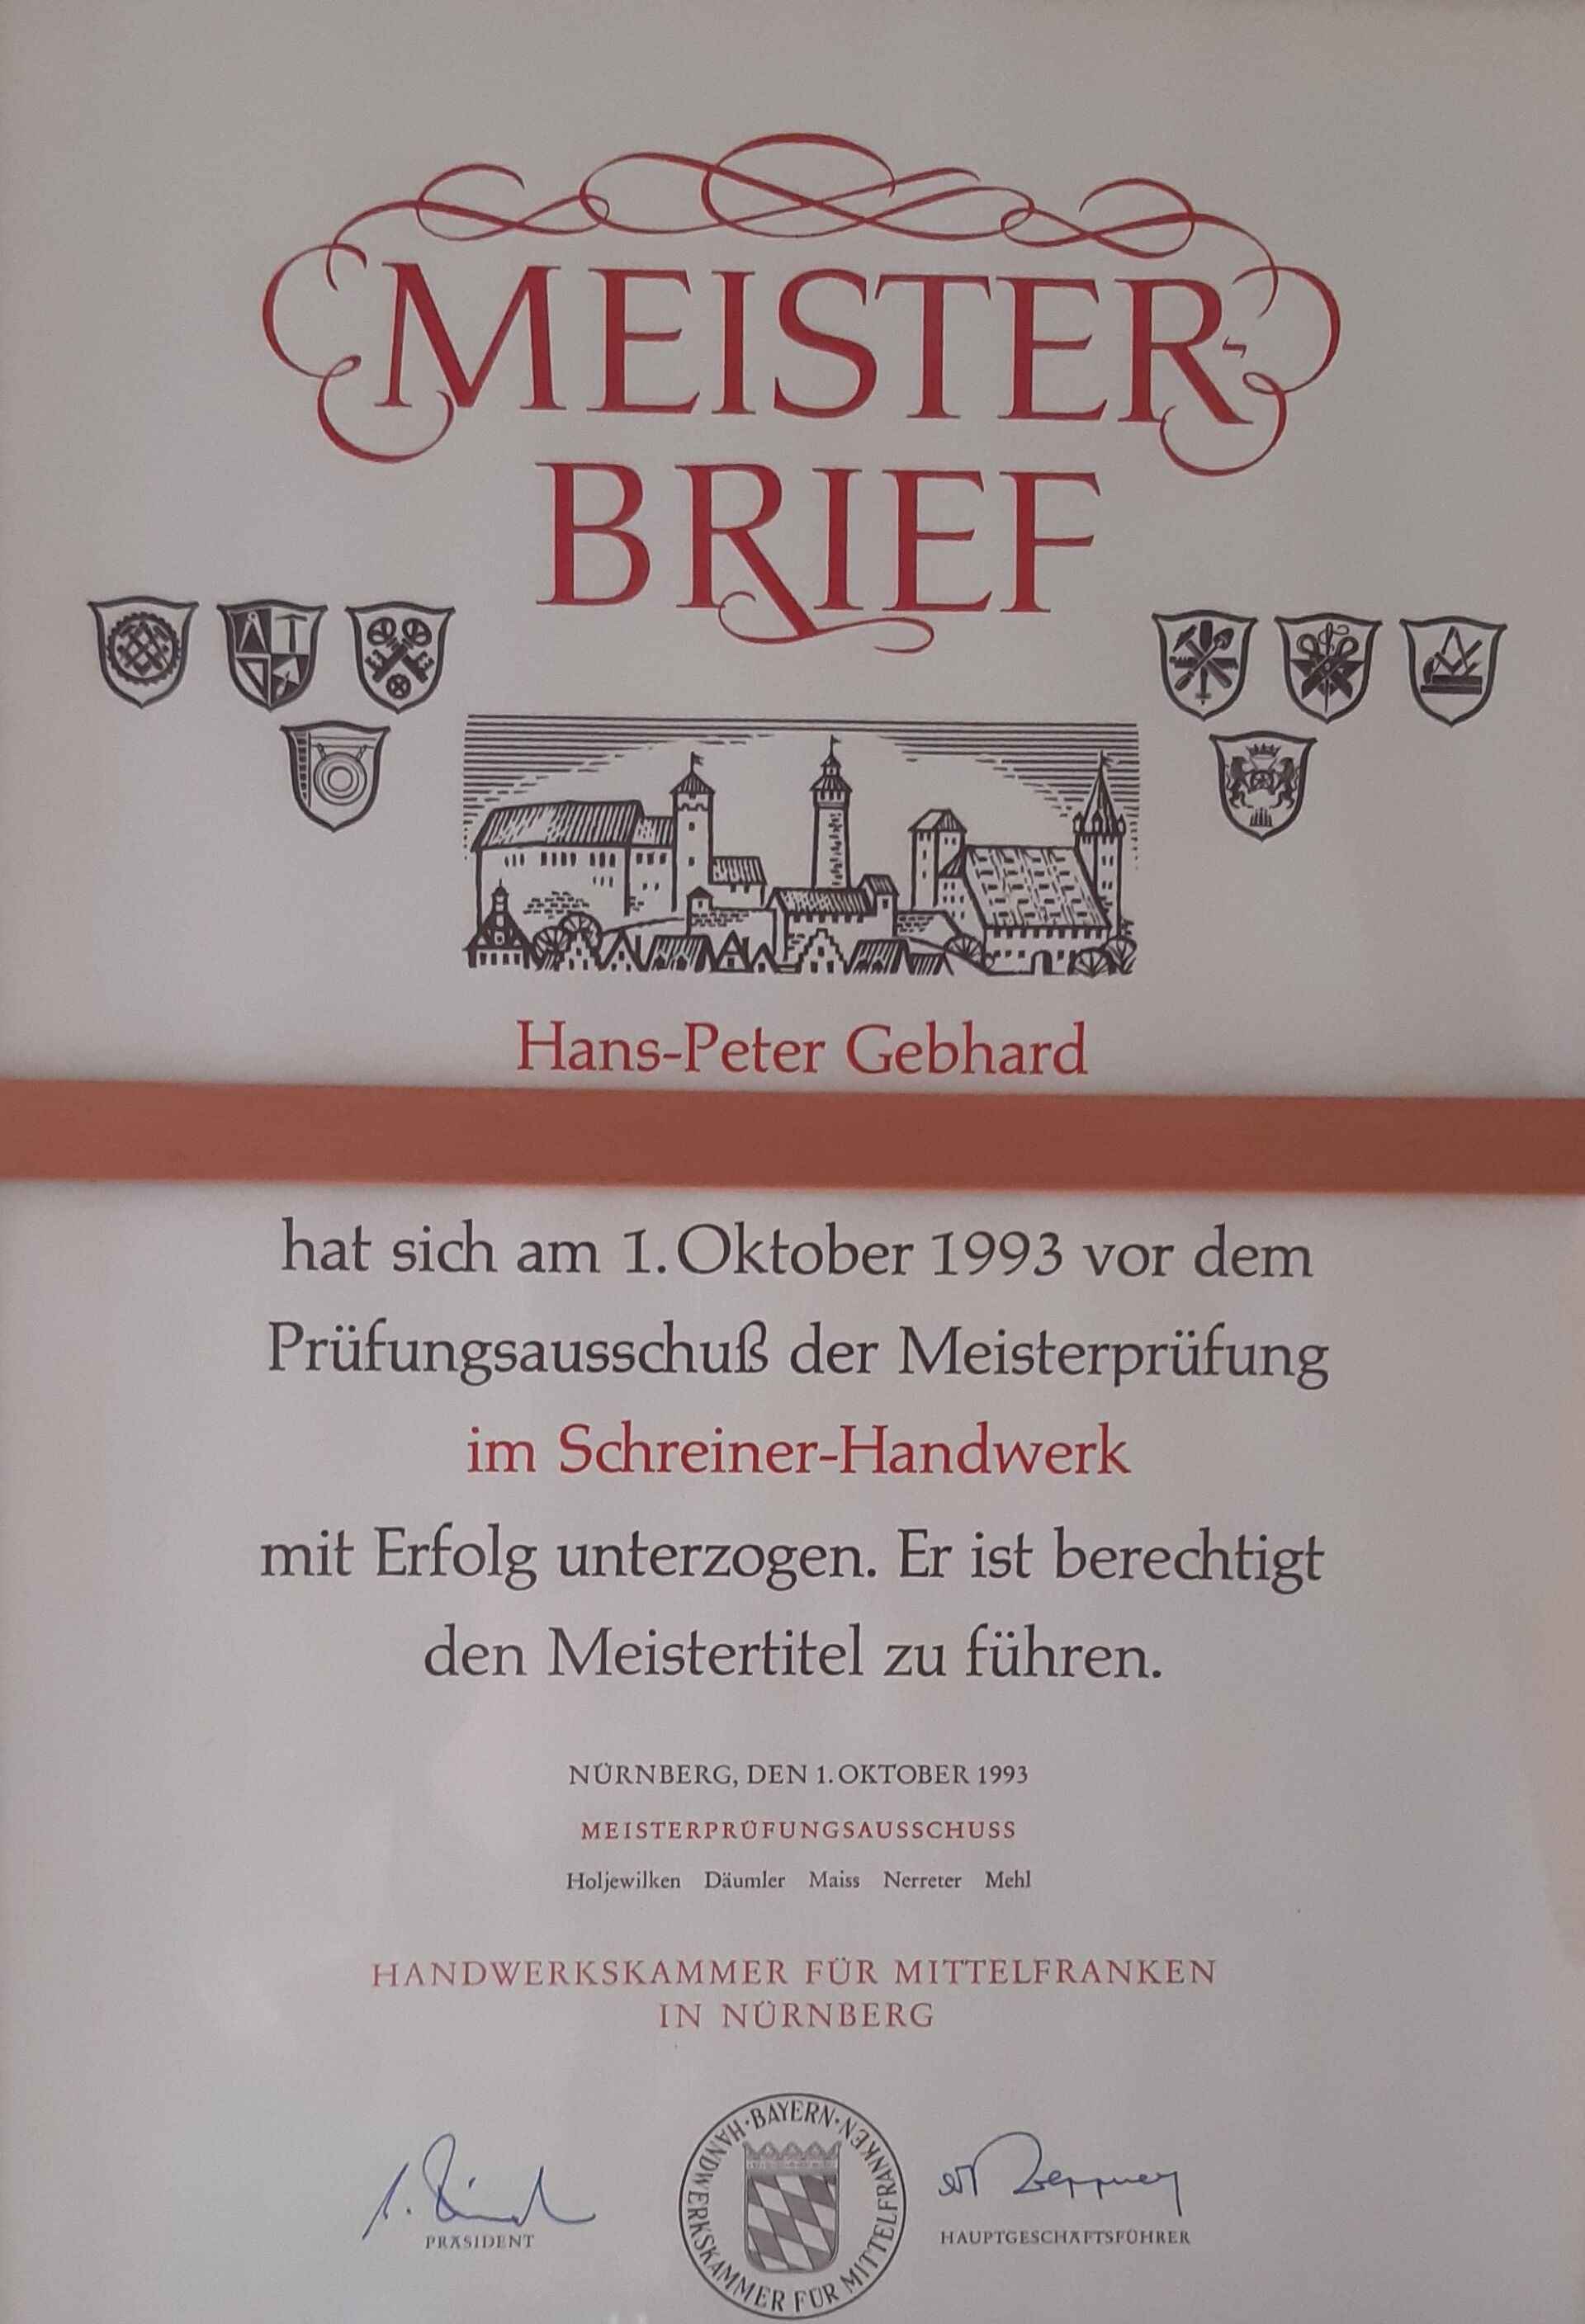 MEISTER-
BRIEF
Hans-Peter Gebhard
hat sich am 1. Oktober 1993 vor dem
Prüfungsausschuß der Meisterprüfung
im Schreiner-Handwerk
mit Erfolg unterzogen. Er ist berechtigt
den Meistertitel zu führen.
NÜRNBERG, DEN 1. OKTOBER 1993
MEISTERPRÜFUNGSAUSSCHUSS
Holjewilken Däumler Maiss Nerreter Mehl
HANDWERKSKAMMER FÜR MITTELFRANKEN
IN NÜRNBERG
·BAYERN·
HANDWERKSKAMMER FÜR MITTELFRANKEN
PRÄSIDENT
HAUPTGESCHÄFTSFÜHRER